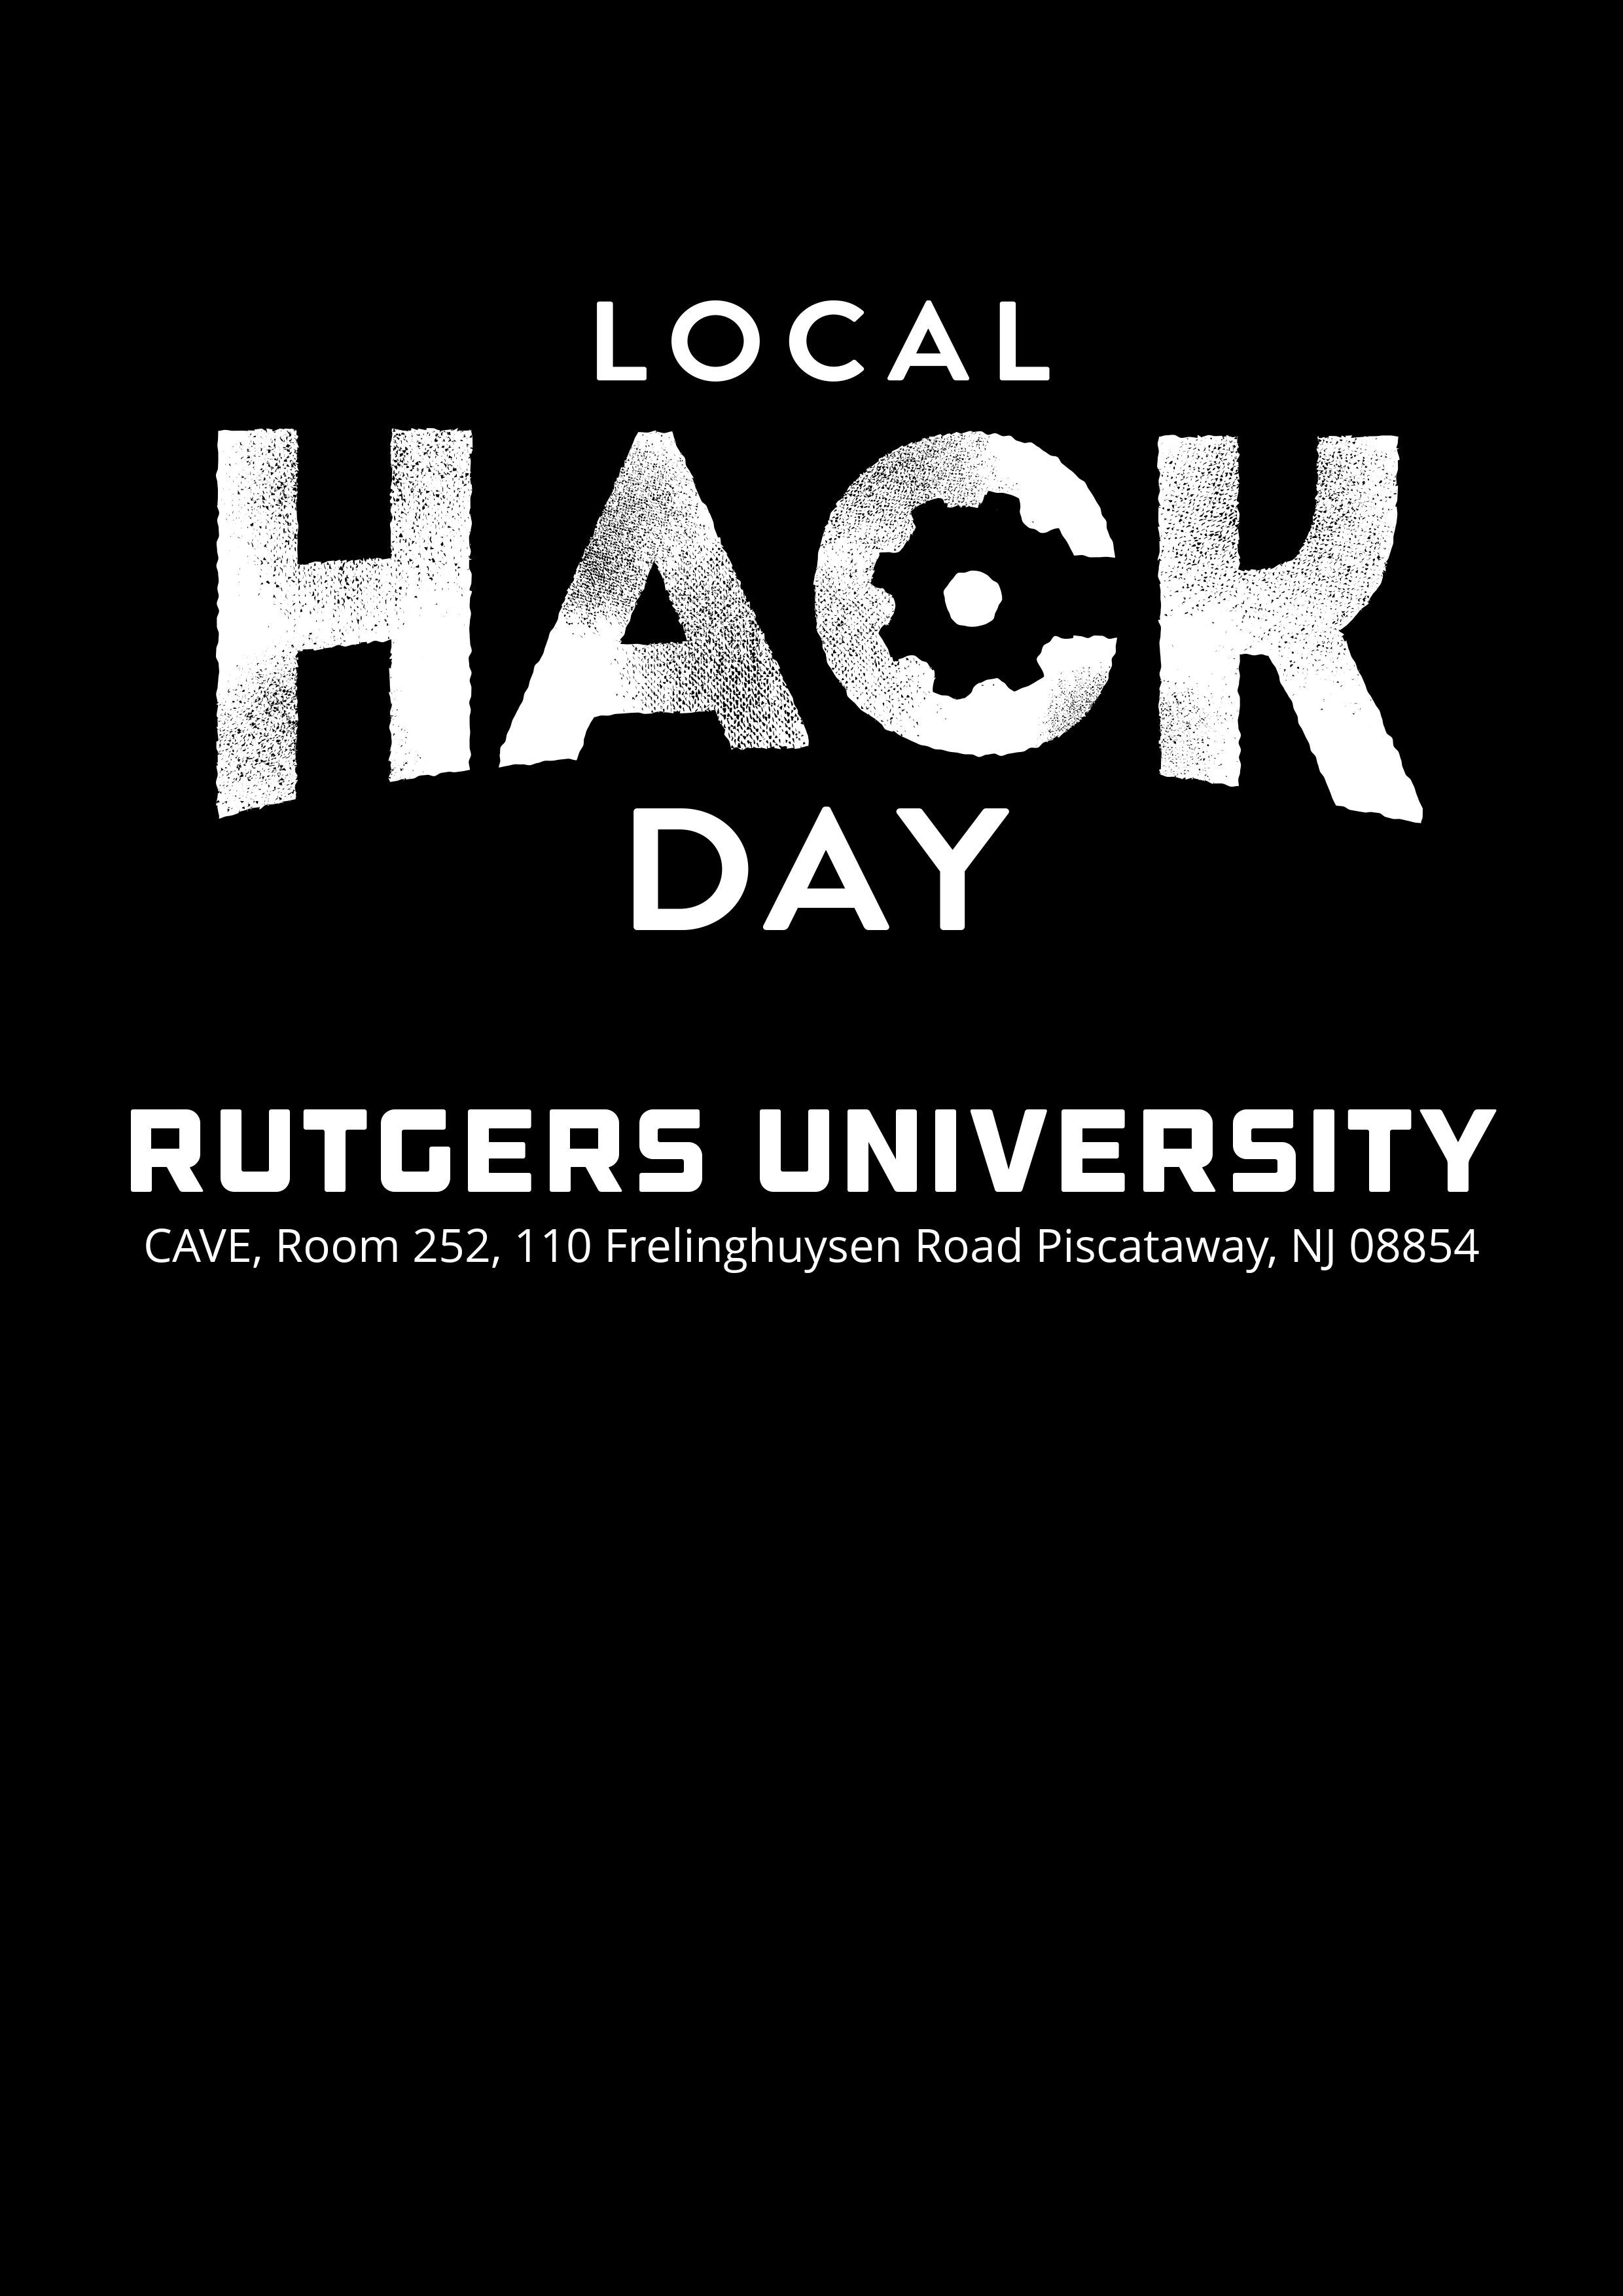 LOCAL
HACK
DAY
RUTGERS UNIVERSITY
CAVE, Room 252, 110 Frelinghuysen Road Piscataway, NJ 08854